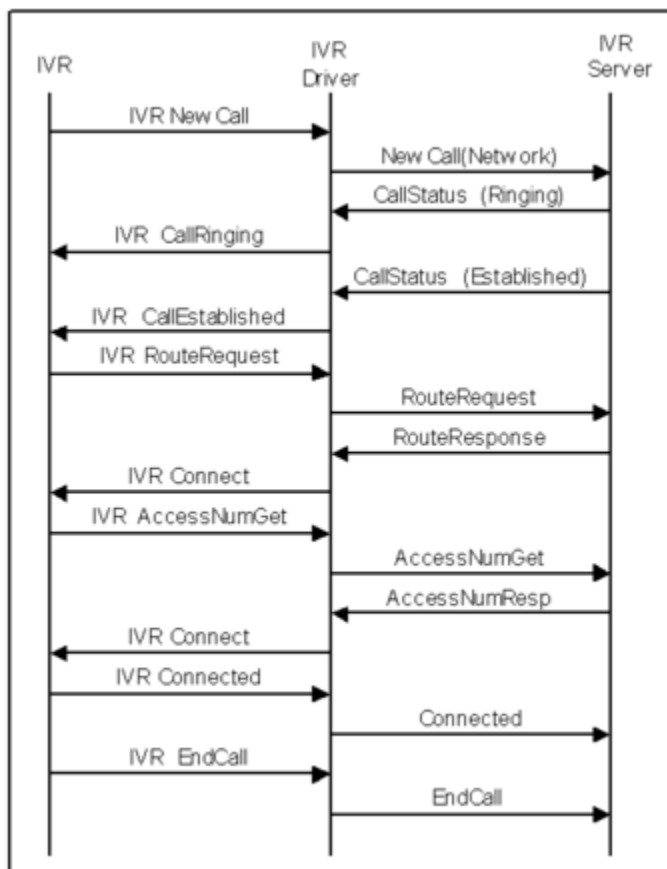 IVR
IVR
Driver
IVR
Server
IVR New Call
New Call(Network)
CallStatus (Ringing)
IVR CallRinging
CallStatus (Established)
IVR CallEstablished
IVR RouteRequest
RouteRequest
RouteResponse
IVR Connect
IVR AccessNumGet
AccessNumGet
AccessNumResp
IVR Connect
IVR Connected
Connected
IVR EndCall
EndCall